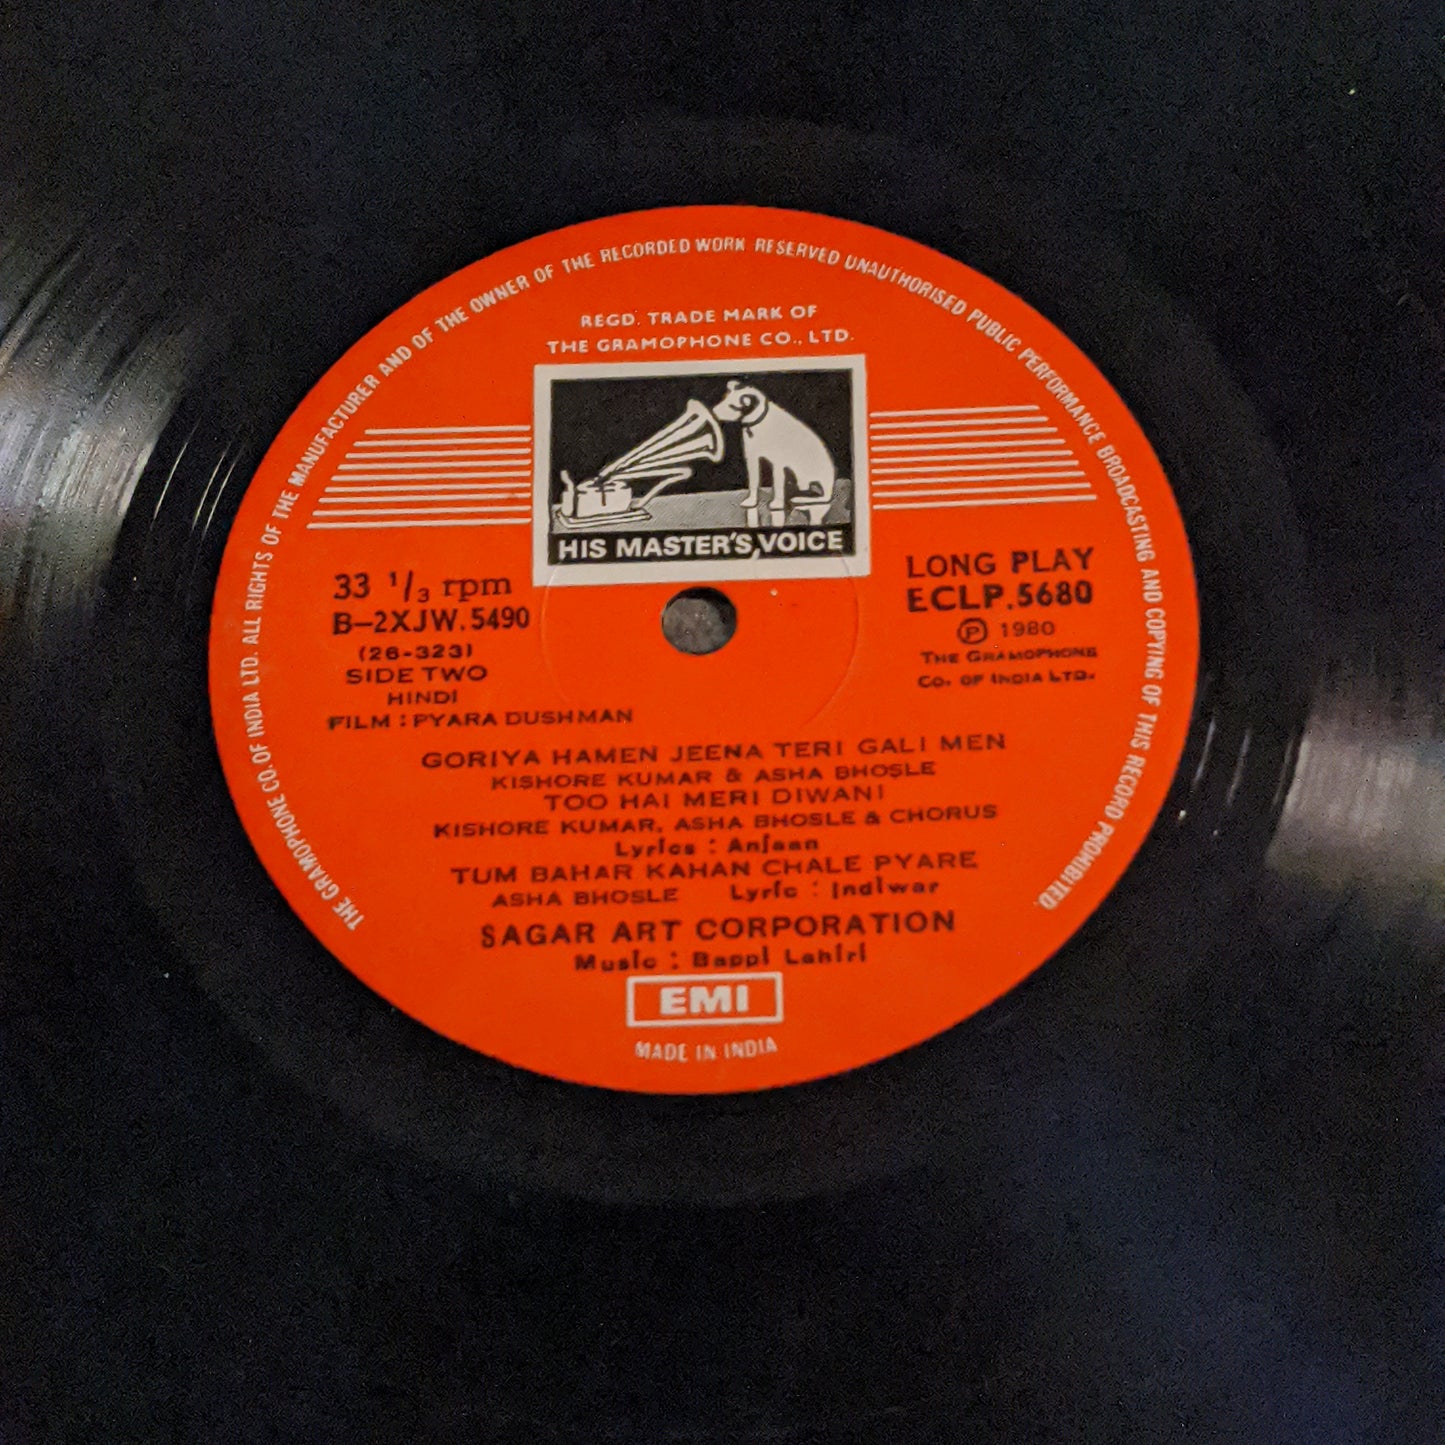 THE GRAMOPHONE CO. OF INDIA LTD. ALL RIGHTS OF THE MANUFACTURER AND OF THE OWNER OF THE RECORDED WORK RESERVED UNAUTHORISED PUBLIC PERFORMANCE BROADCASTING AND COPYING OF THIS RECORD PROHIBITED.
REGD. TRADE MARK OF
THE GRAMOPHONE CO., LTD.
HIS MASTER'S VOICE
33 1/3 rpm
B-2XJW.5490
(26-323)
SIDE TWO
HINDI
LONG PLAY
ECLP.5680
Ⓟ 1980
THE GRAMOPHONE
CO. OF INDIA LTD.
FILM : PYARA DUSHMAN
GORIYA HAMEN JEENA TERI GALI MEN
KISHORE KUMAR & ASHA BHOSLE
TOO HAI MERI DIWANI
KISHORE KUMAR, ASHA BHOSLE & CHORUS
Lyrics : Anjaan
TUM BAHAR KAHAN CHALE PYARE
ASHA BHOSLE Lyric : Indiwar
SAGAR ART CORPORATION
Music : Bappi Lahiri
EMI
MADE IN INDIA